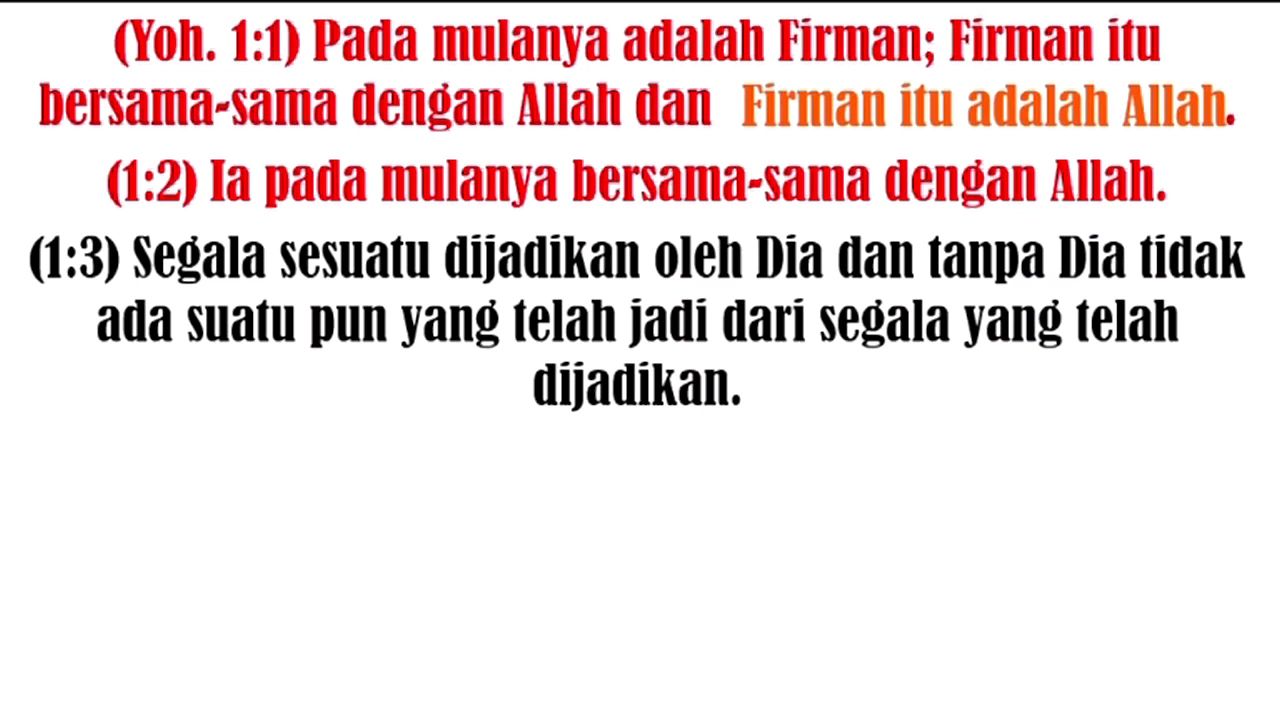 (Yoh. 1:1) Pada mulanya adalah Firman; Firman itu
bersama-sama dengan Allah dan Firman itu adalah Allah.
(1:2) Ia pada mulanya bersama-sama dengan Allah.
(1:3) Segala sesuatu dijadikan oleh Dia dan tanpa Dia tidak
ada suatu pun yang telah jadi dari segala yang telah
dijadikan.